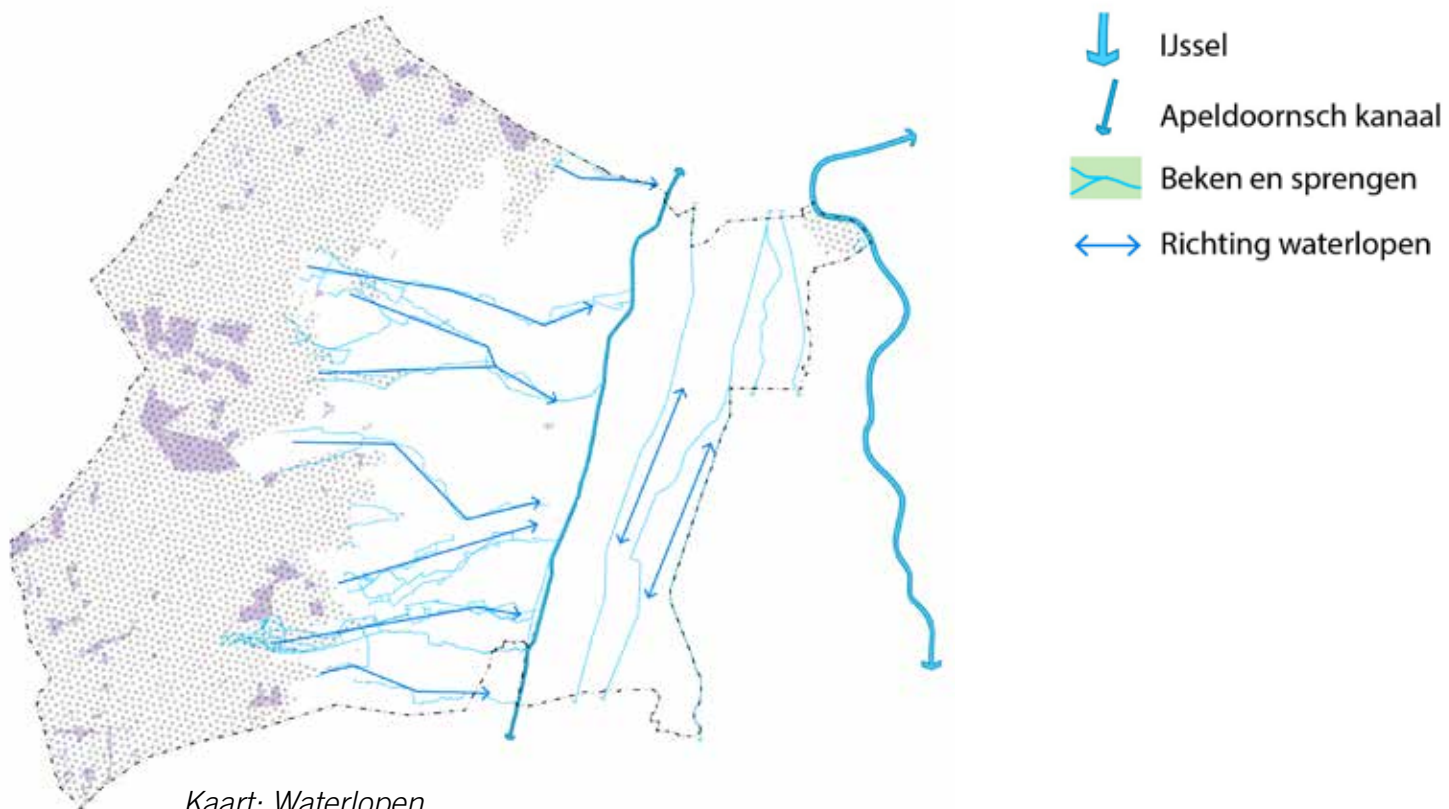 IJssel
Apeldoornsch kanaal
Beken en sprengen
Richting waterlopen
Kaart: Waterlopen